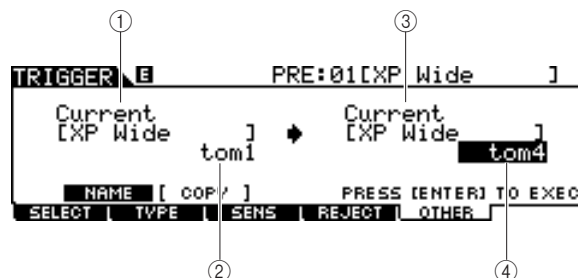 ① ③
TRIGGER E PRE:01[XP Wide ]
Current Current
[XP Wide ] [XP Wide ]
tom1 tom4
NAME [ COPY ] PRESS [ENTER] TO EXEC
SELECT TYPE SENS REJECT OTHER
② ④